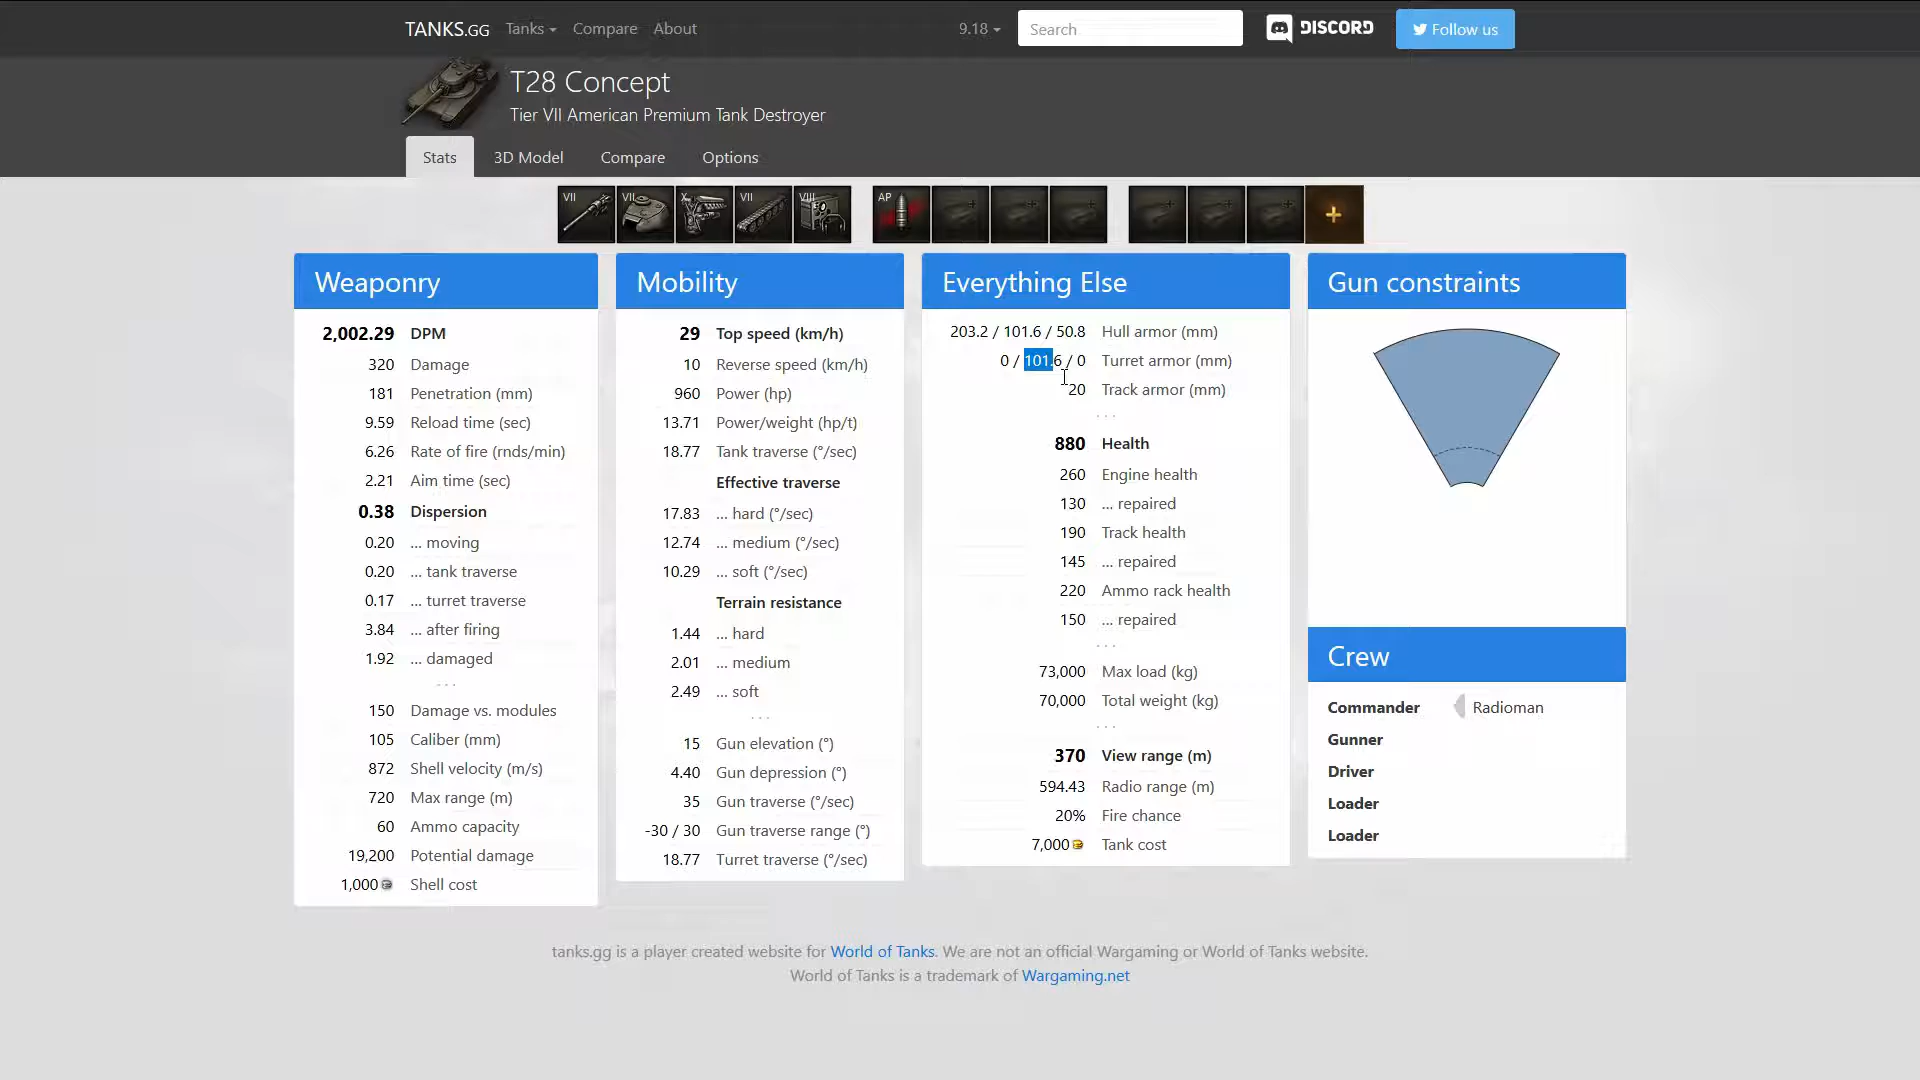 TANKS.GG Tanks Compare About 9.18 Search DISCORD Follow us
T28 Concept
Tier VII American Premium Tank Destroyer
Stats 3D Model Compare Options
VII VII X VII VIII AP
Weaponry
2,002.29 DPM
320 Damage
181 Penetration (mm)
9.59 Reload time (sec)
6.26 Rate of fire (rnds/min)
2.21 Aim time (sec)
0.38 Dispersion
0.20 ... moving
0.20 ... tank traverse
0.17 ... turret traverse
3.84 ... after firing
1.92 ... damaged
...
150 Damage vs. modules
105 Caliber (mm)
872 Shell velocity (m/s)
720 Max range (m)
60 Ammo capacity
19,200 Potential damage
1,000 Shell cost
Mobility
29 Top speed (km/h)
10 Reverse speed (km/h)
960 Power (hp)
13.71 Power/weight (hp/t)
18.77 Tank traverse (°/sec)
Effective traverse
17.83 ... hard (°/sec)
12.74 ... medium (°/sec)
10.29 ... soft (°/sec)
Terrain resistance
1.44 ... hard
2.01 ... medium
2.49 ... soft
...
15 Gun elevation (°)
4.40 Gun depression (°)
35 Gun traverse (°/sec)
-30 / 30 Gun traverse range (°)
18.77 Turret traverse (°/sec)
Everything Else
203.2 / 101.6 / 50.8 Hull armor (mm)
0 / 101.6 / 0 Turret armor (mm)
20 Track armor (mm)
...
880 Health
260 Engine health
130 ... repaired
190 Track health
145 ... repaired
220 Ammo rack health
150 ... repaired
...
73,000 Max load (kg)
70,000 Total weight (kg)
...
370 View range (m)
594.43 Radio range (m)
20% Fire chance
7,000 Tank cost
Gun constraints
Crew
Commander Radioman
Gunner
Driver
Loader
Loader
tanks.gg is a player created website for World of Tanks. We are not an official Wargaming or World of Tanks website.
World of Tanks is a trademark of Wargaming.net